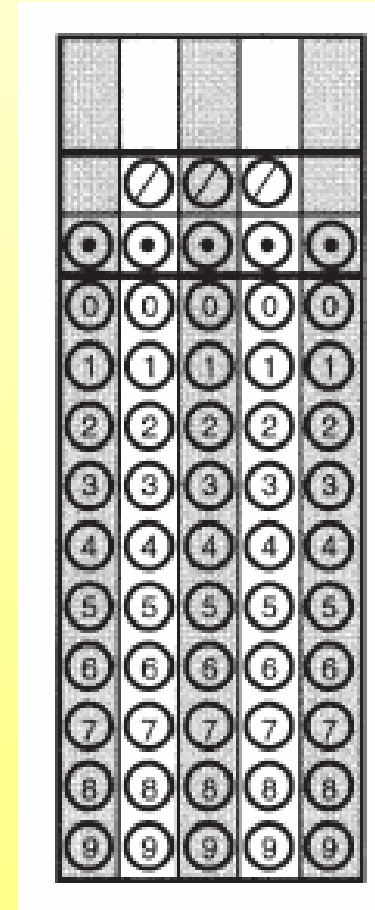 / / /
. . . . .
0 0 0 0 0
1 1 1 1 1
2 2 2 2 2
3 3 3 3 3
4 4 4 4 4
5 5 5 5 5
6 6 6 6 6
7 7 7 7 7
8 8 8 8 8
9 9 9 9 9